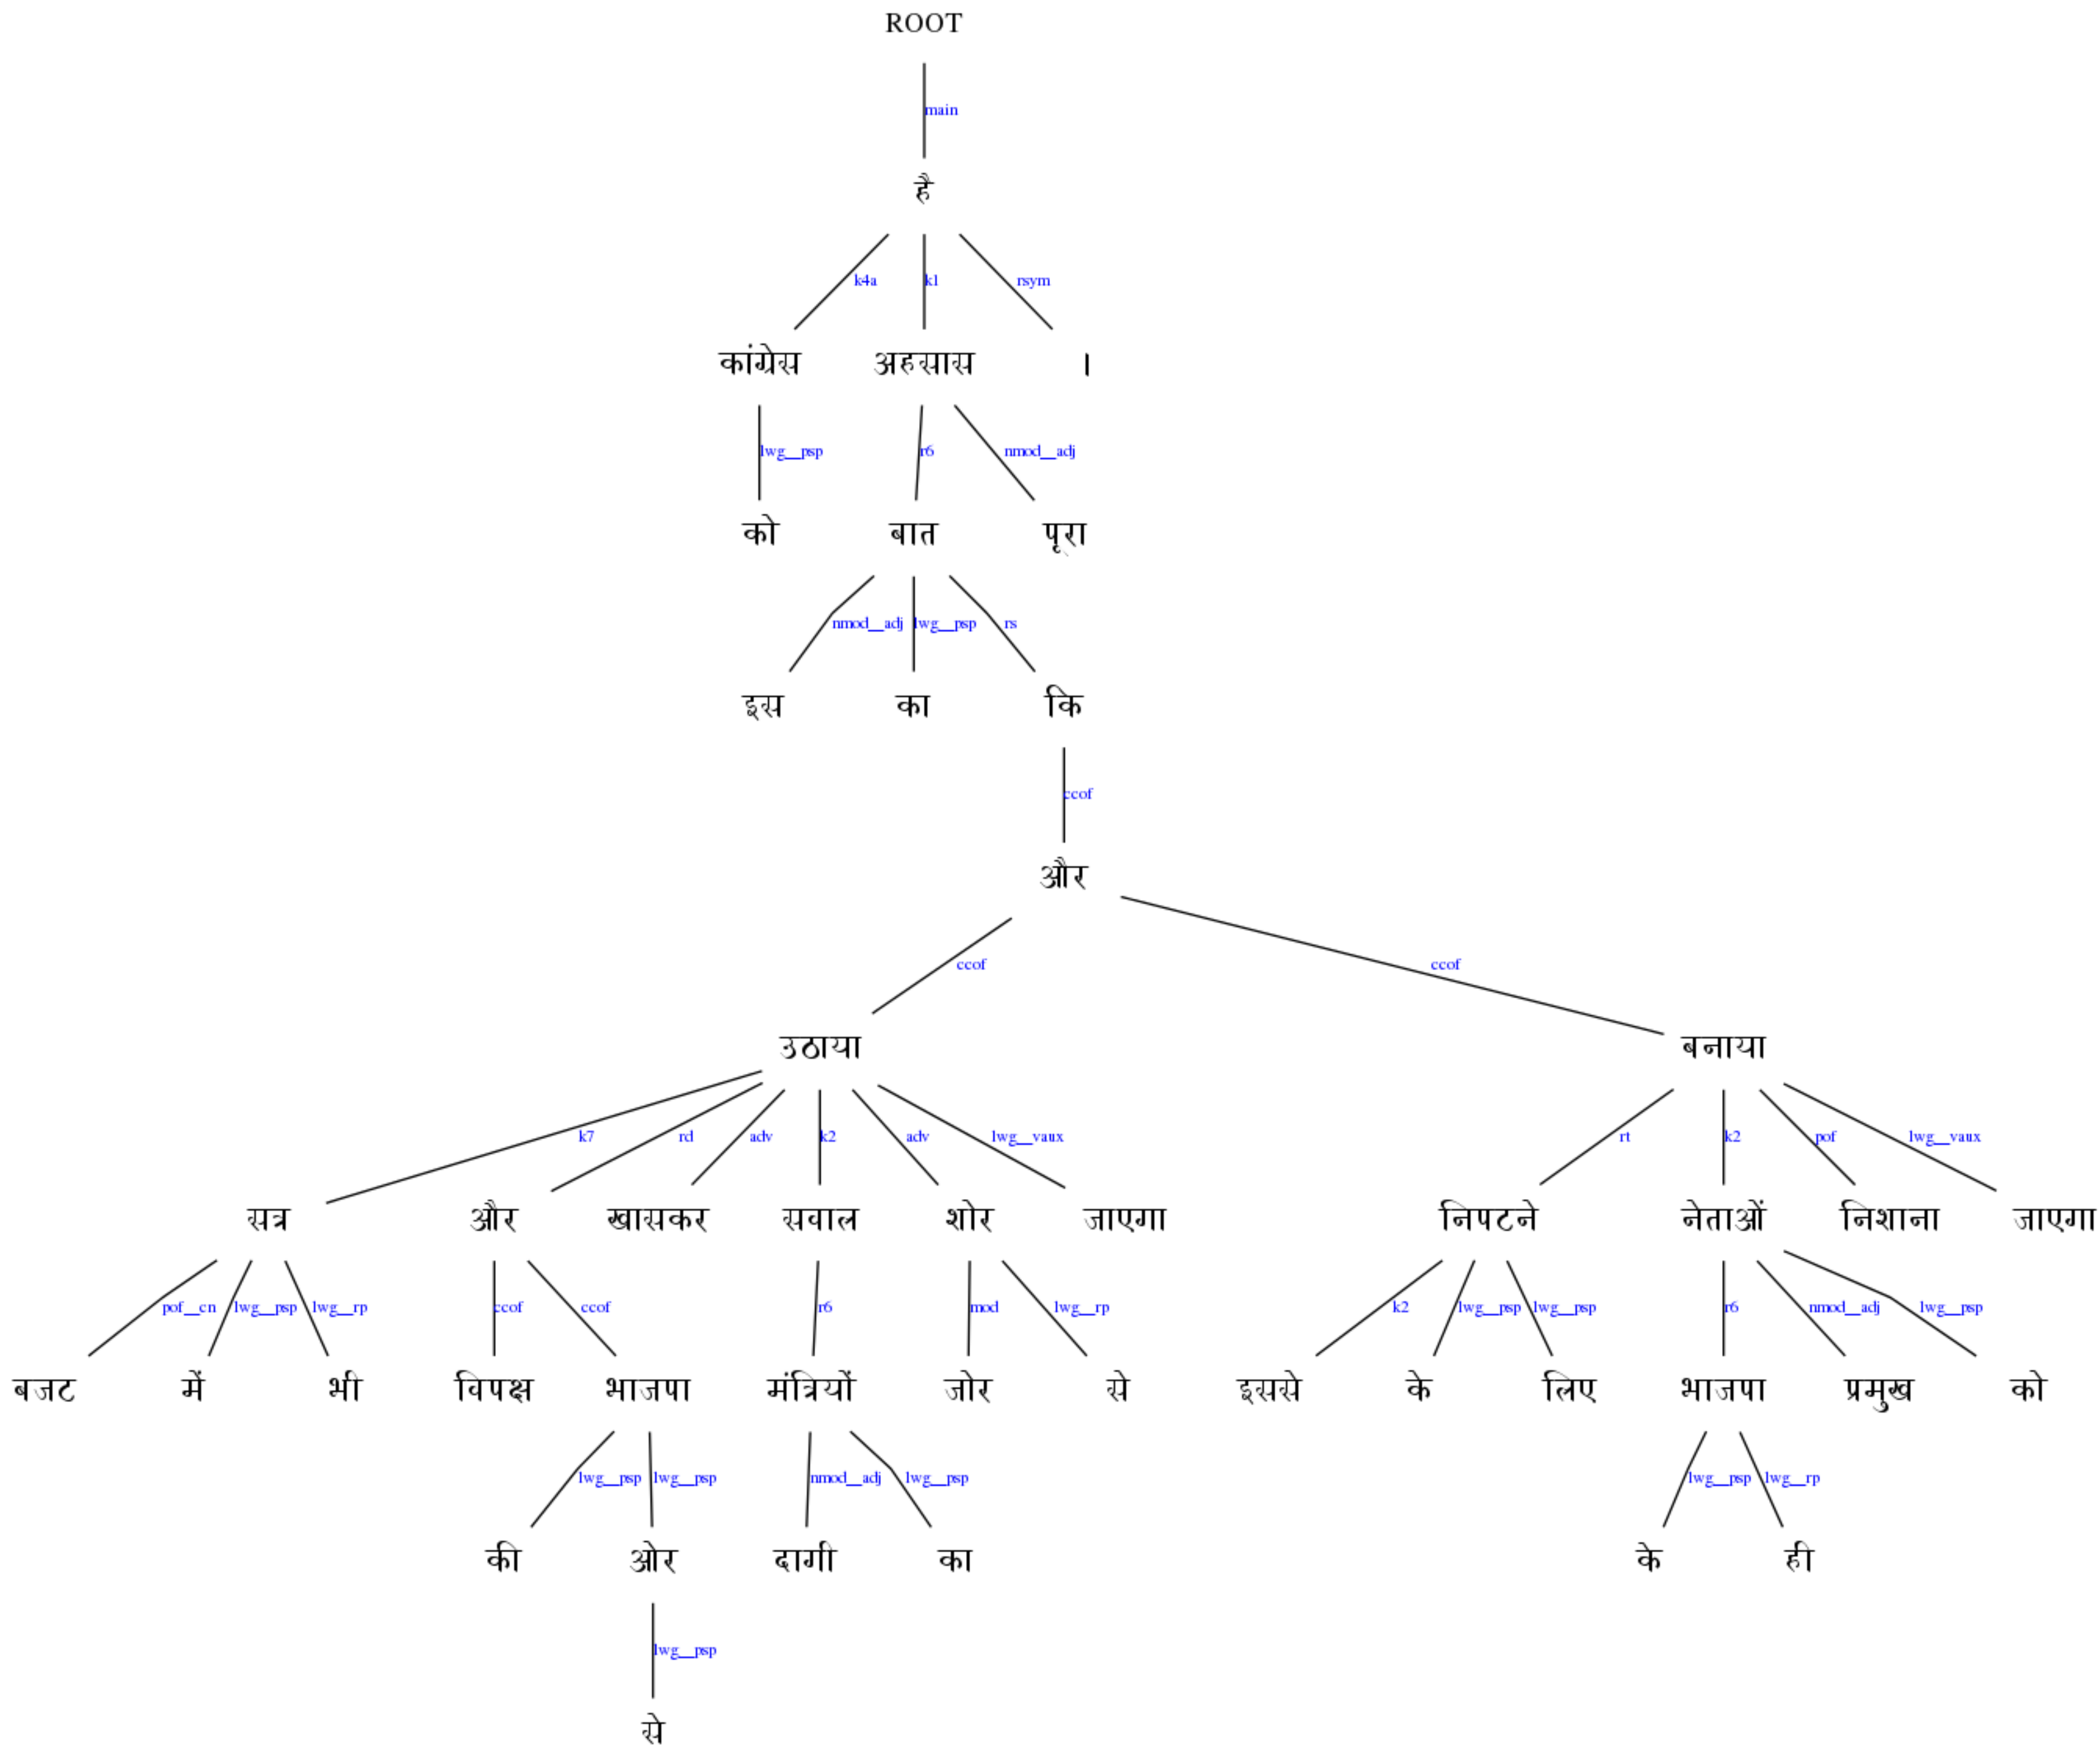 ROOT
main
है
k4a k1 rsym
कांग्रेस अहसास ।
lwg__psp r6 nmod__adj
को बात पूरा
nmod__adj lwg__psp rs
इस का कि
ccof
और
ccof ccof
उठाया बनाया
k7 rd adv k2 adv lwg__vaux rt k2 pof lwg__vaux
सत्र और खासकर सवाल शोर जाएगा निपटने नेताओं निशाना जाएगा
pof__cn lwg__psp lwg__rp ccof ccof r6 mod lwg__rp k2 lwg__psp lwg__psp r6 nmod__adj lwg__psp
बजट में भी विपक्ष भाजपा मंत्रियों जोर से इससे के लिए भाजपा प्रमुख को
lwg__psp lwg__psp nmod__adj lwg__psp lwg__psp lwg__rp
की ओर दागी का के ही
lwg__psp
से